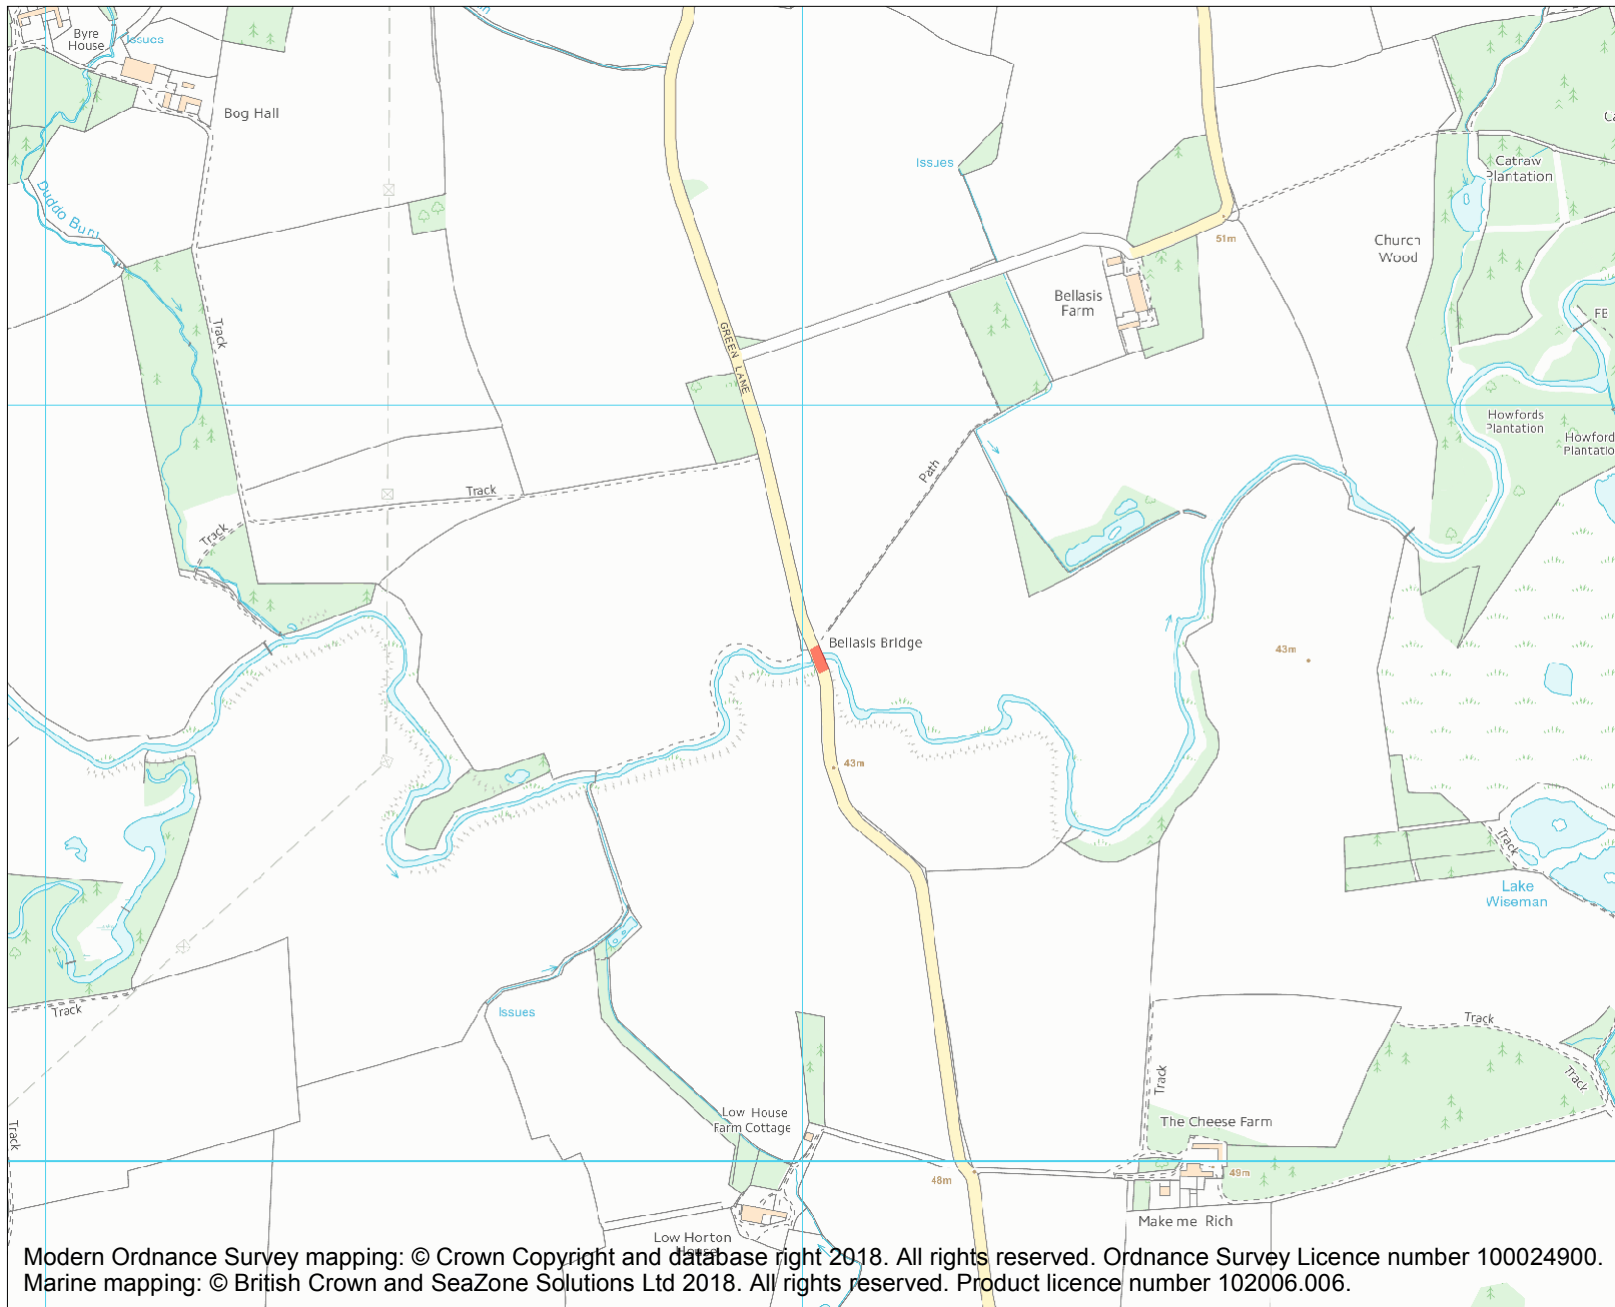 Byre
House
Issues
Bog Hall
Duddo Burn
Track
GREEN LANE
Issues
Catraw
Plantation
Church
Wood
51m
Bellasis
Farm
FB
Howfords
Plantation
Howford
Plantatio
Track
Track
Path
Bellasis Bridge
43m
43m
Track
Lake
Wiseman
Track
Issues
Track
Track
Track
Track
Low House
Farm Cottage
The Cheese Farm
48m
49m
Make me Rich
Low Horton
House
Modern Ordnance Survey mapping: © Crown Copyright and database right 2018. All rights reserved. Ordnance Survey Licence number 100024900.
Marine mapping: © British Crown and SeaZone Solutions Ltd 2018. All rights reserved. Product licence number 102006.006.